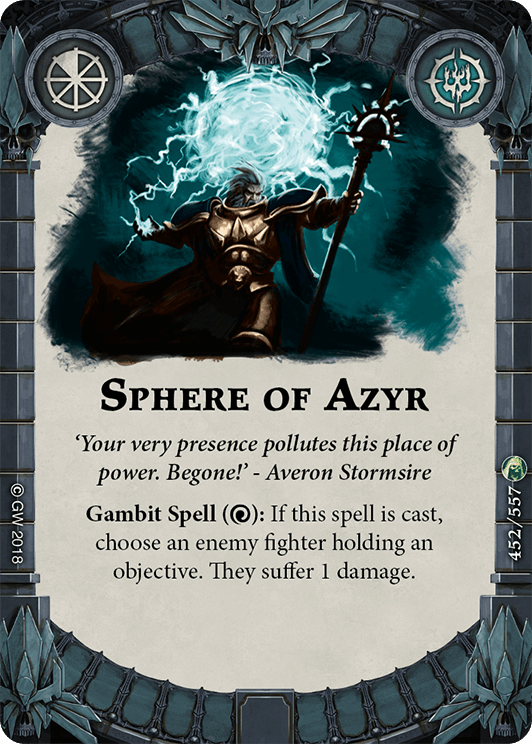 Sphere of Azyr
'Your very presence pollutes this place of
power. Begone!' - Averon Stormsire
Gambit Spell (): If this spell is cast,
choose an enemy fighter holding an
objective. They suffer 1 damage.
© GW 2018
452/557